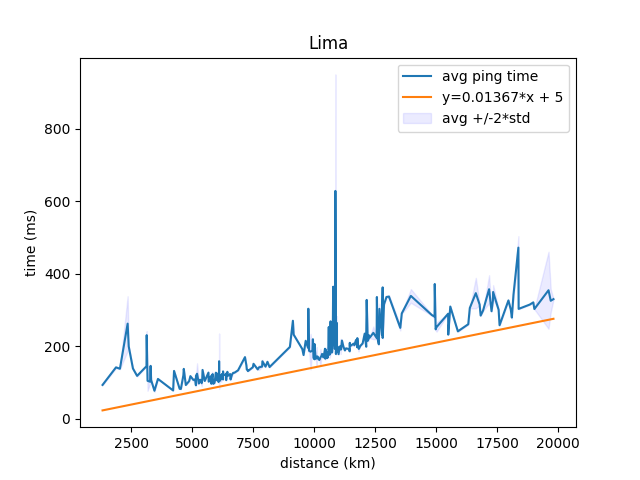 Lima
avg ping time
y=0.01367*x + 5
avg +/-2*std
800
600
400
200
0
time (ms)
2500
5000
7500
10000
12500
15000
17500
20000
distance (km)